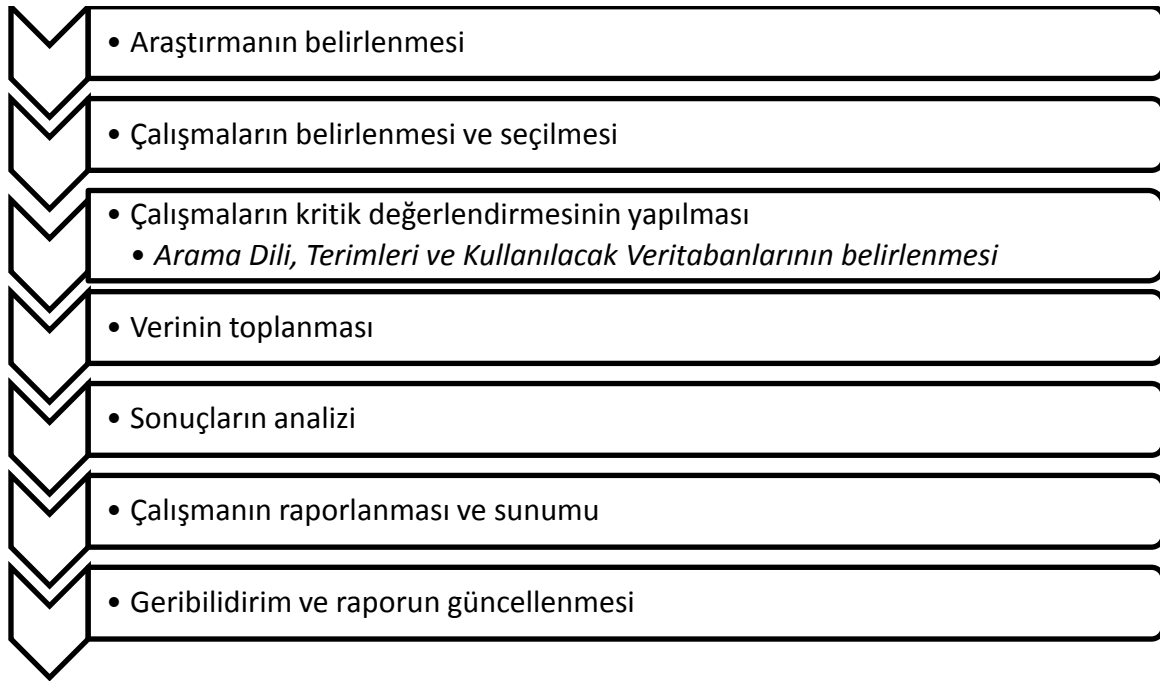 • Araştırmanın belirlenmesi
• Çalışmaların belirlenmesi ve seçilmesi
• Çalışmaların kritik değerlendirmesinin yapılması
• Arama Dili, Terimleri ve Kullanılacak Veritabanlarının belirlenmesi
• Verinin toplanması
• Sonuçların analizi
• Çalışmanın raporlanması ve sunumu
• Geribilidirim ve raporun güncellenmesi